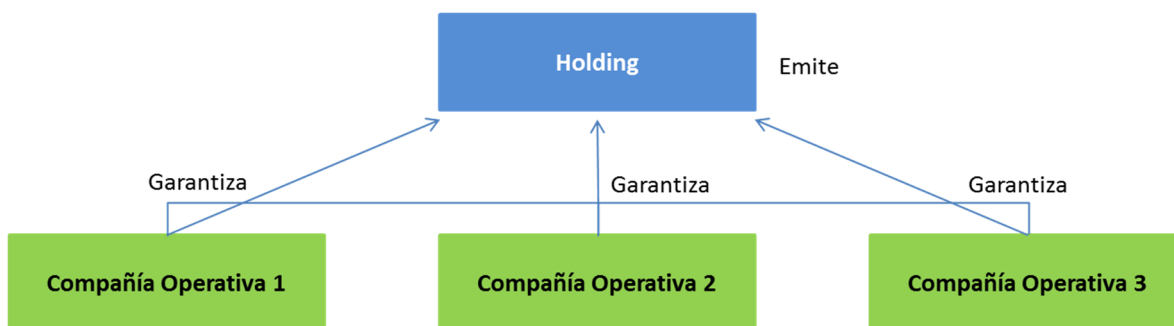 Holding
Emite
Garantiza
Garantiza
Garantiza
Compañía Operativa 1
Compañía Operativa 2
Compañía Operativa 3